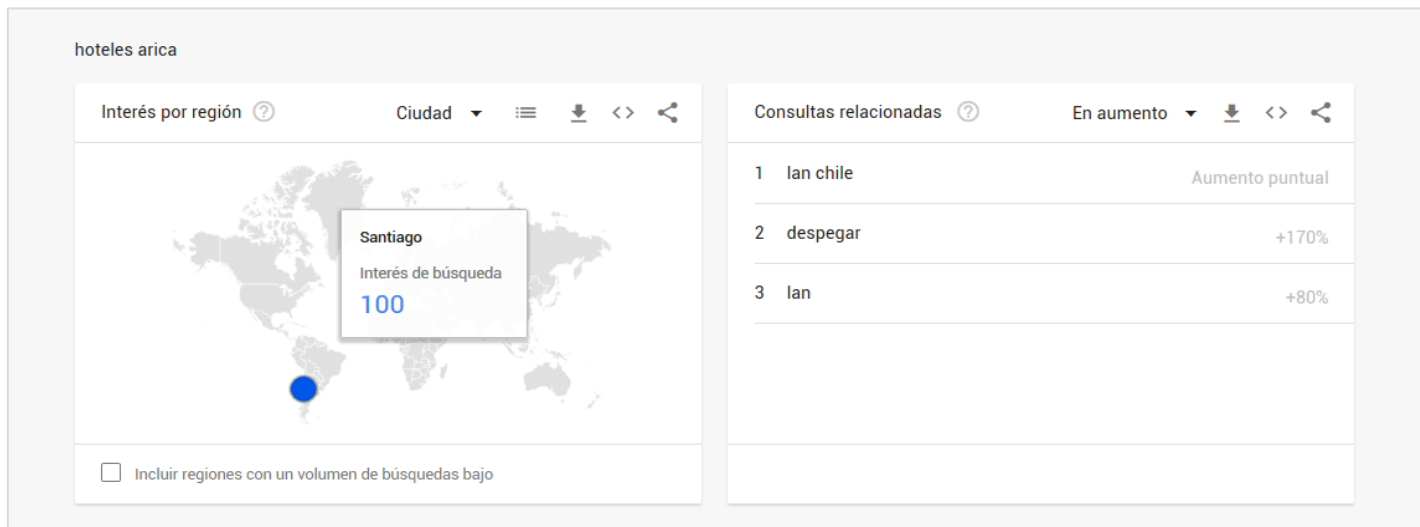 hoteles arica
Interés por región
Ciudad
Santiago
Interés de búsqueda
100
Incluir regiones con un volumen de búsquedas bajo
Consultas relacionadas
En aumento
1 lan chile Aumento puntual
2 despegar +170%
3 lan +80%